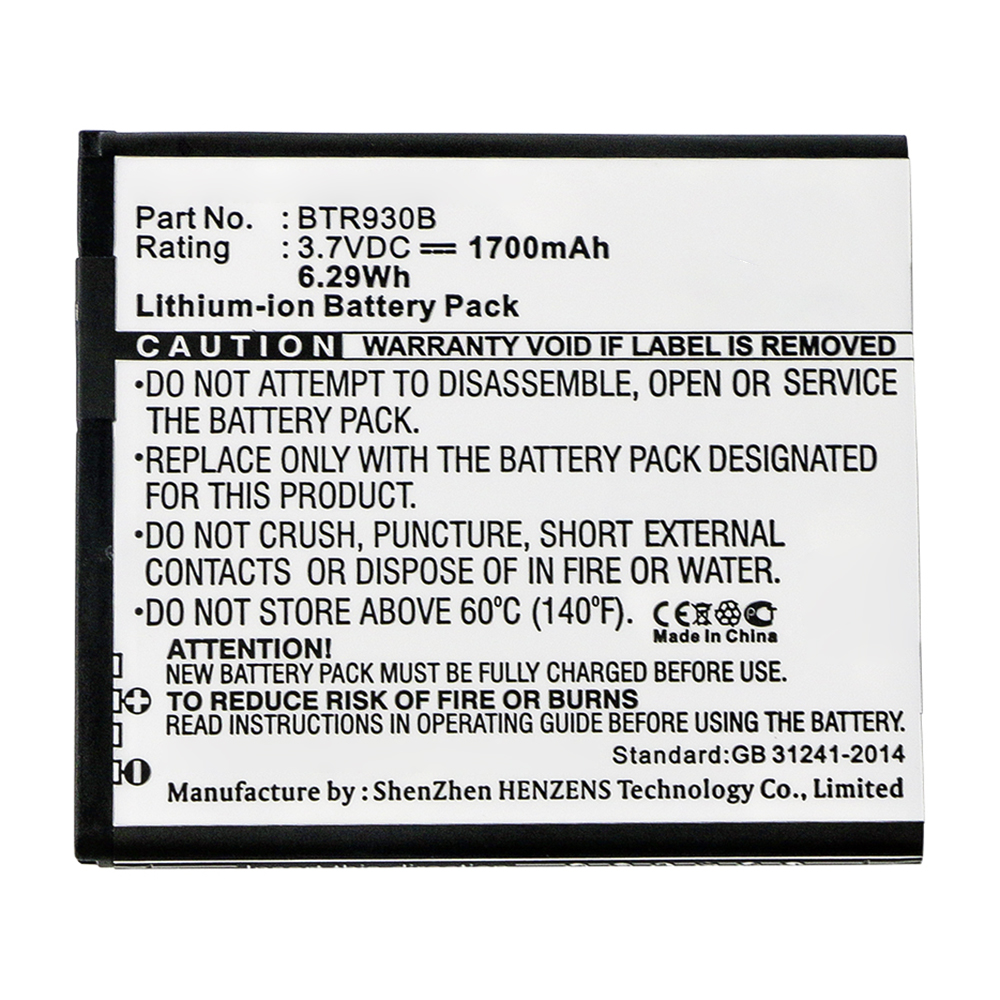 Part No. : BTR930B
Rating : 3.7VDC ⎓ 1700mAh
6.29Wh
Lithium-ion Battery Pack
CAUTION WARRANTY VOID IF LABEL IS REMOVED
•DO NOT ATTEMPT TO DISASSEMBLE, OPEN OR SERVICE
THE BATTERY PACK.
•REPLACE ONLY WITH THE BATTERY PACK DESIGNATED
FOR THIS PRODUCT.
•DO NOT CRUSH, PUNCTURE, SHORT EXTERNAL
CONTACTS OR DISPOSE OF IN FIRE OR WATER.
•DO NOT STORE ABOVE 60°C (140°F). CE
Made in China
ATTENTION!
NEW BATTERY PACK MUST BE FULLY CHARGED BEFORE USE.
TO REDUCE RISK OF FIRE OR BURNS
READ INSTRUCTIONS IN OPERATING GUIDE BEFORE USING THE BATTERY.
Standard:GB 31241-2014
Manufacture by : ShenZhen HENZENS Technology Co., Limited